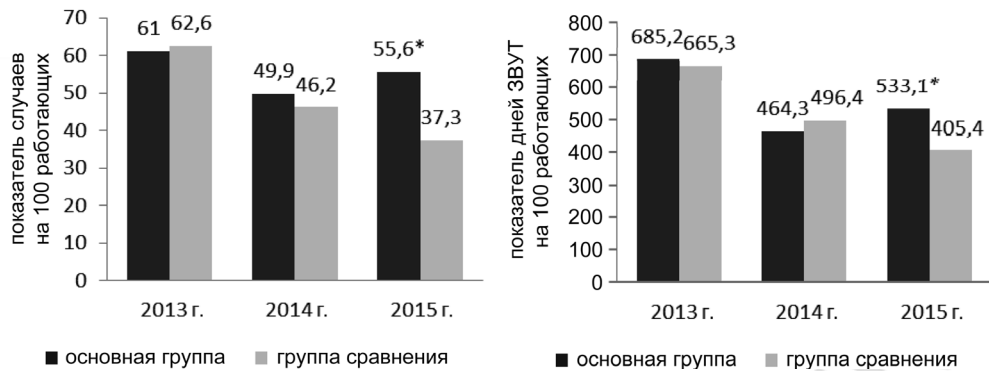 показатель случаев
на 100 работающих
70
60
50
40
30
20
10
0
61
62,6
49,9
46,2
55,6*
37,3
2013 г.
2014 г.
2015 г.
основная группа
группа сравнения
показатель дней ЗВУТ
на 100 работающих
800
700
600
500
400
300
200
100
0
685,2
665,3
464,3
496,4
533,1*
405,4
2013 г.
2014 г.
2015 г.
основная группа
группа сравнения